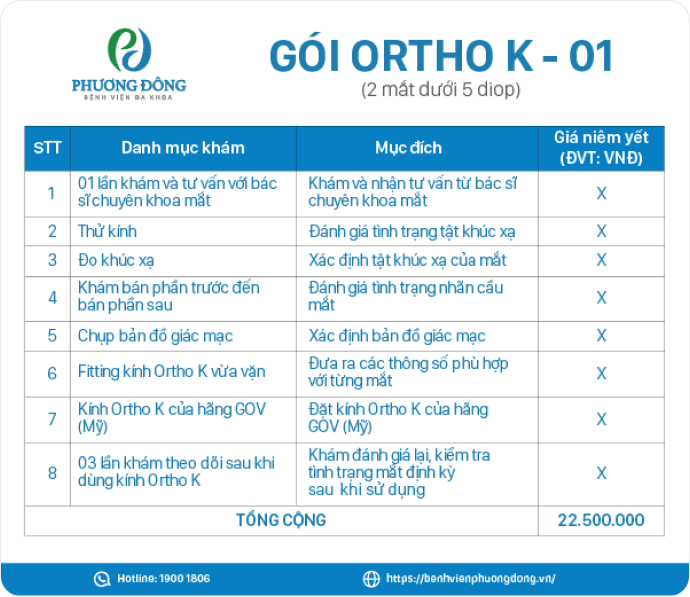 PHƯƠNG ĐÔNG
BỆNH VIỆN ĐA KHOA
GÓI ORTHO K - 01
(2 mắt dưới 5 diop)
STT
Danh mục khám
Mục đích
Giá niêm yết
(ĐVT: VNĐ)
1
01 lần khám và tư vấn với bác
sĩ chuyên khoa mắt
Khám và nhận tư vấn từ bác sĩ
chuyên khoa mắt
X
2
Thử kính
Đánh giá tình trạng tật khúc xạ
X
3
Đo khúc xạ
Xác định tật khúc xạ của mắt
X
4
Khám bán phần trước đến
bán phần sau
Đánh giá tình trạng nhãn cầu
mắt
X
5
Chụp bản đồ giác mạc
Xác định bản đồ giác mạc
X
6
Fitting kính Ortho K vừa vặn
Đưa ra các thông số phù hợp
với từng mắt
X
7
Kính Ortho K của hãng GOV
(Mỹ)
Đặt kính Ortho K của hãng
GOV (Mỹ)
X
8
03 lần khám theo dõi sau khi
dùng kính Ortho K
Khám đánh giá lại, kiểm tra
tình trạng mắt định kỳ
sau khi sử dụng
X
TỔNG CỘNG
22.500.000
Hotline: 1900 1806
https://benhvienphuongdong.vn/